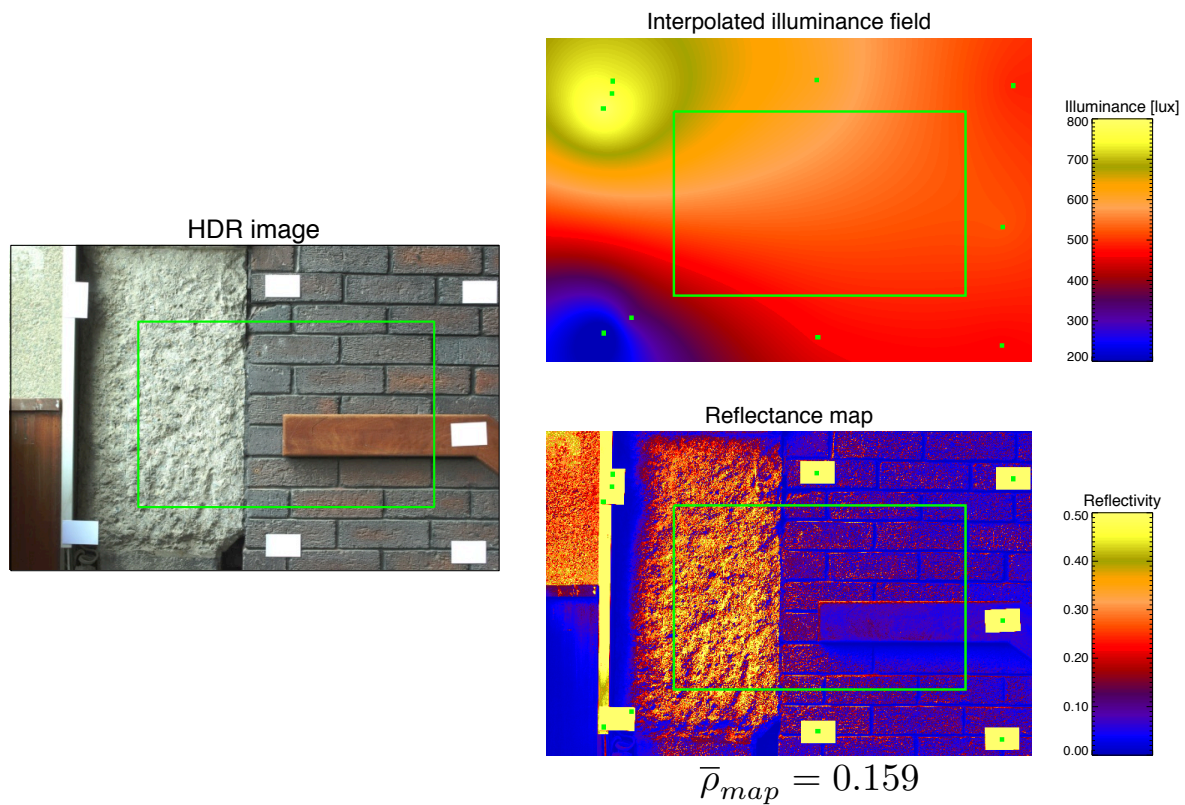 Interpolated illuminance field
Illuminance [lux]
800
700
600
500
400
300
200
HDR image
Reflectance map
Reflectivity
0.50
0.40
0.30
0.20
0.10
0.00
ρ̅_{map} = 0.159